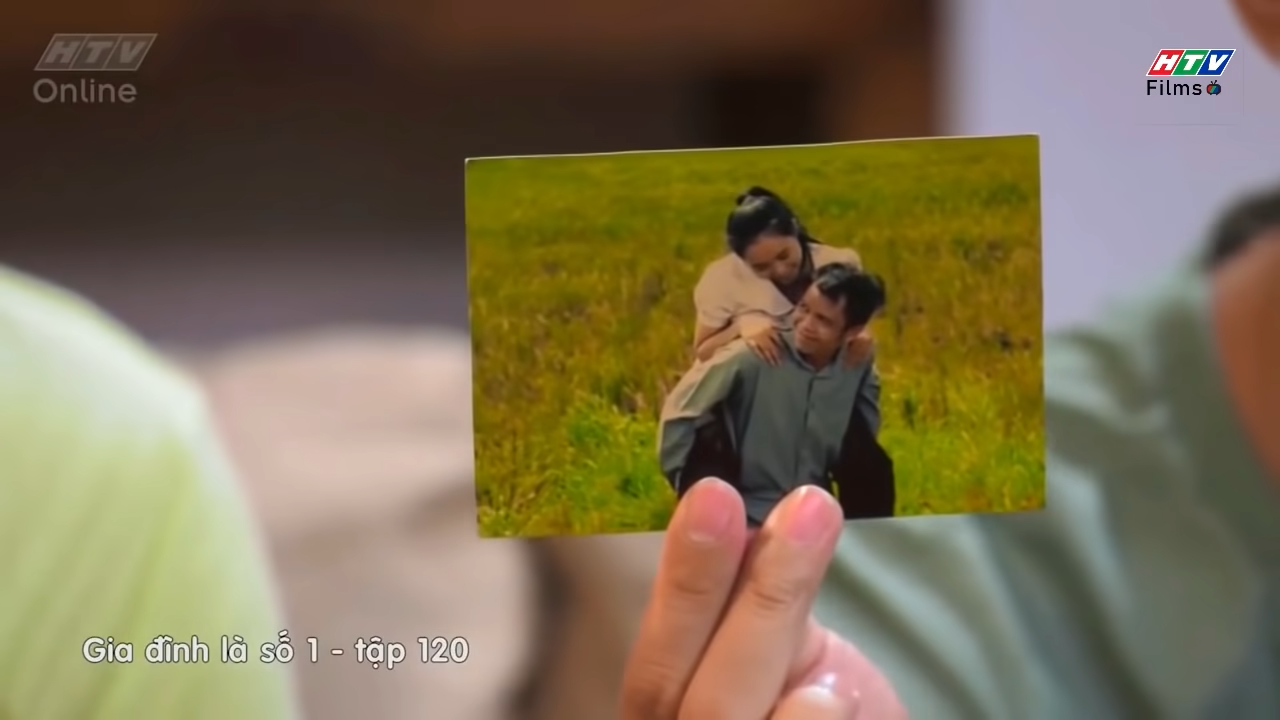 HTV
Online
HTV
Films
Gia đình là số 1 - tập 120